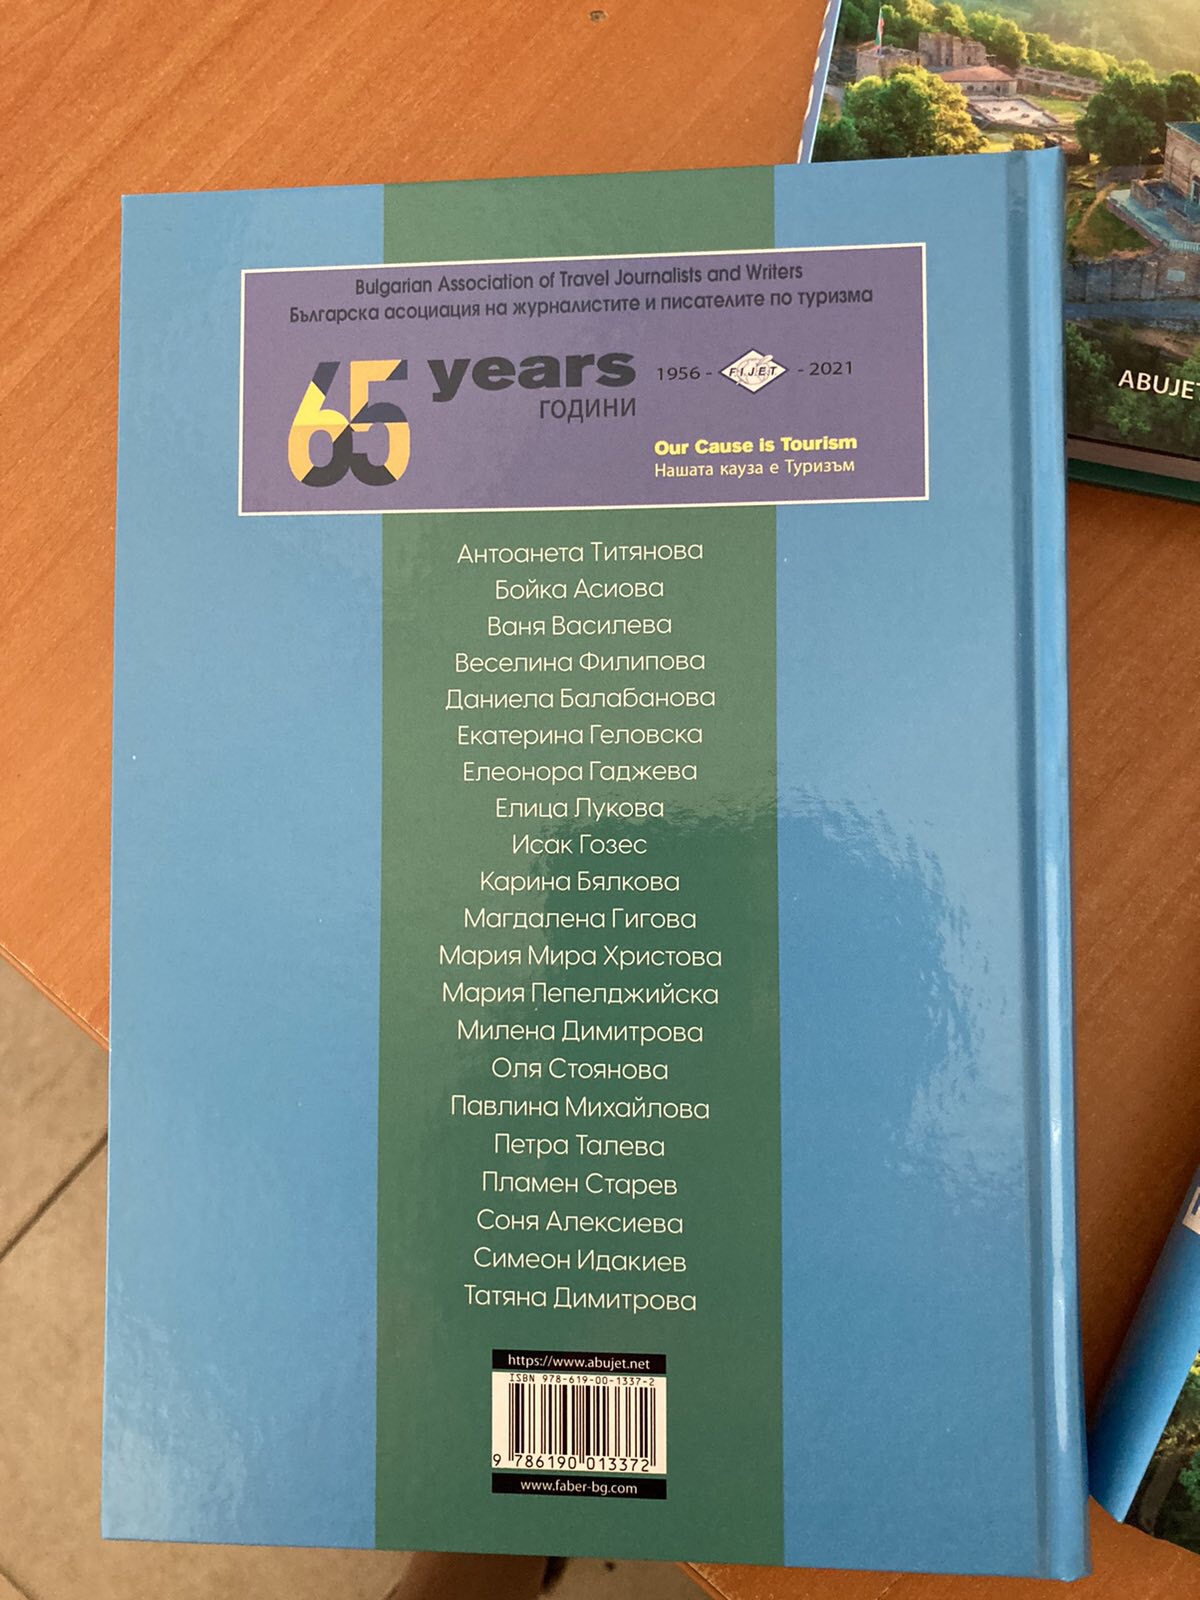 Bulgarian Association of Travel Journalists and Writers
Българска асоциация на журналистите и писателите по туризма
65 years
години
1956 - FIJET - 2021
Our Cause is Tourism
Нашата кауза е Туризъм
Антоанета Титянова
Бойка Асиова
Ваня Василева
Веселина Филипова
Даниела Балабанова
Екатерина Геловска
Елеонора Гаджева
Елица Лукова
Исак Гозес
Карина Бялкова
Магдалена Гигова
Мария Мира Христова
Мария Пепелджийска
Милена Димитрова
Оля Стоянова
Павлина Михайлова
Петра Талева
Пламен Старев
Соня Алексиева
Симеон Идакиев
Татяна Димитрова
https://www.abujet.net
ISBN 978-619-00-1337-2
9 786190 013372
www.faber-bg.com
ABUJET